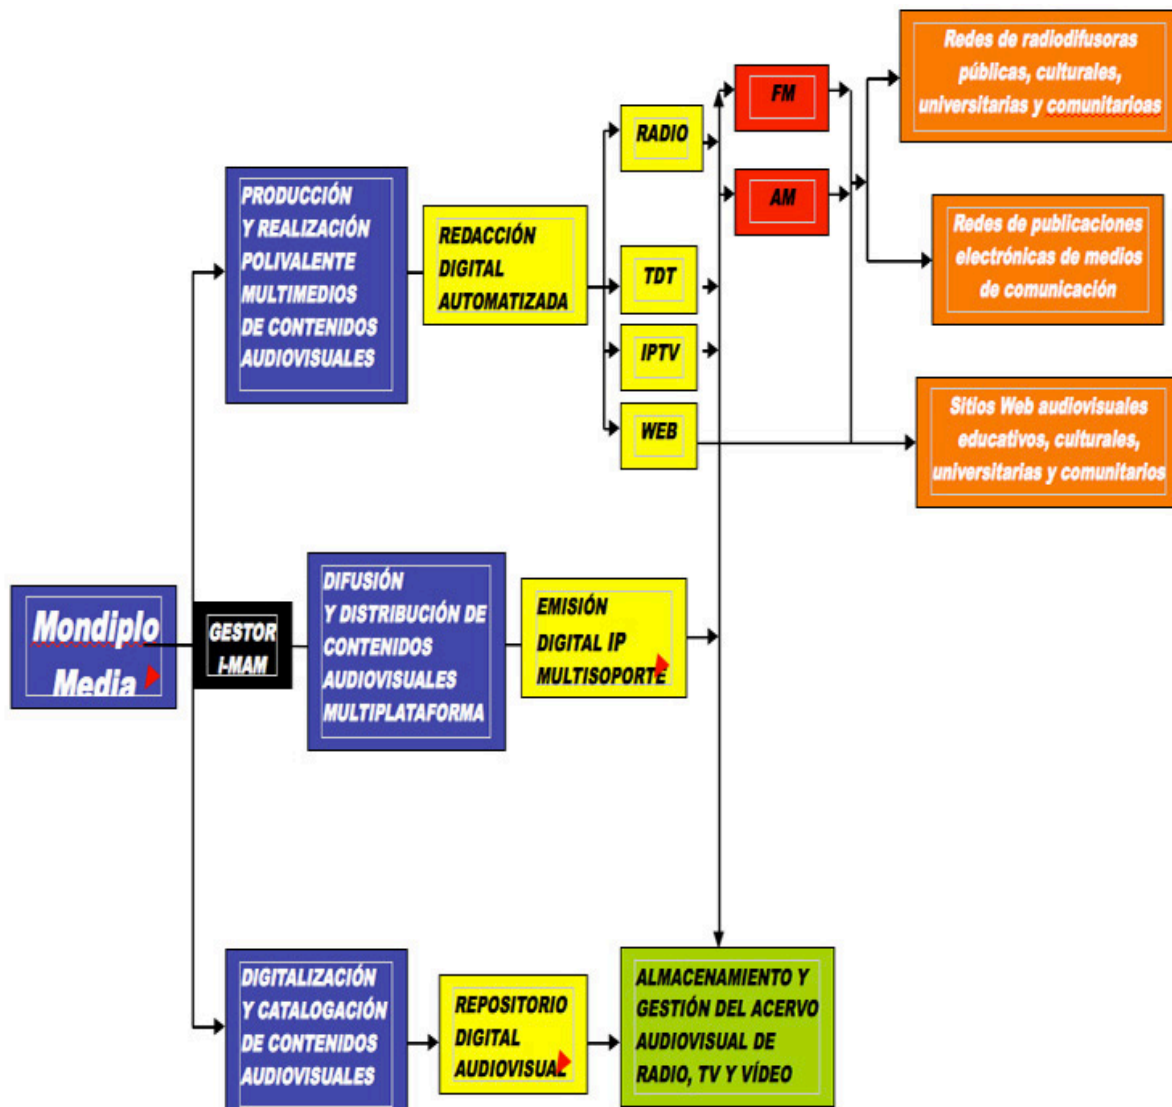 Mondiplo
Media
GESTOR
i-MAM
PRODUCCIÓN
Y REALIZACIÓN
POLIVALENTE
MULTIMEDIOS
DE CONTENIDOS
AUDIOVISUALES
REDACCIÓN
DIGITAL
AUTOMATIZADA
RADIO
TDT
IPTV
WEB
FM
AM
Redes de radiodifusoras
públicas, culturales,
universitarias y comunitarioas
Redes de publicaciones
electrónicas de medios
de comunicación
Sitios Web audiovisuales
educativos, culturales,
universitarias y comunitarios
DIFUSIÓN
Y DISTRIBUCIÓN DE
CONTENIDOS
AUDIOVISUALES
MULTIPLATAFORMA
EMISIÓN
DIGITAL IP
MULTISOPORTE
DIGITALIZACIÓN
Y CATALOGACIÓN
DE CONTENIDOS
AUDIOVISUALES
REPOSITORIO
DIGITAL
AUDIOVISUAL
ALMACENAMIENTO Y
GESTIÓN DEL ACERVO
AUDIOVISUAL DE
RADIO, TV Y VÍDEO